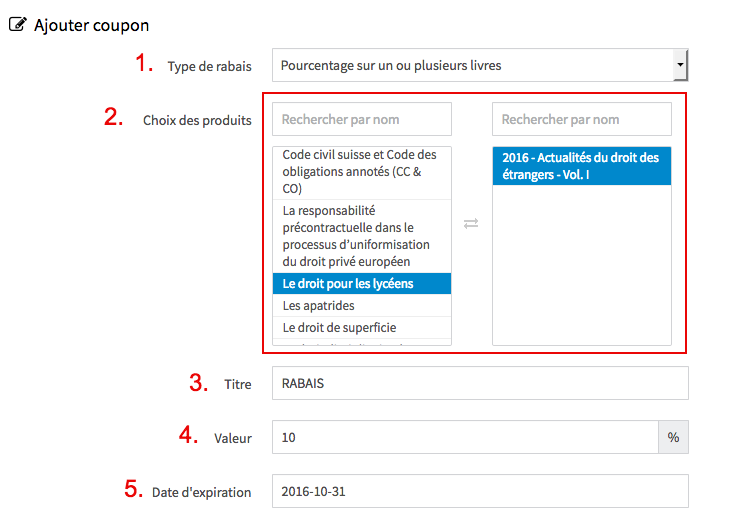 Ajouter coupon
1. Type de rabais
Pourcentage sur un ou plusieurs livres
2. Choix des produits
Rechercher par nom
Rechercher par nom
Code civil suisse et Code des
obligations annotés (CC &
CO)
La responsabilité
précontractuelle dans le
processus d'uniformisation
du droit privé européen
Le droit pour les lycéens
Les apatrides
Le droit de superficie
2016 - Actualités du droit des
étrangers - Vol. I
3. Titre
RABAIS
4. Valeur
10
%
5. Date d'expiration
2016-10-31